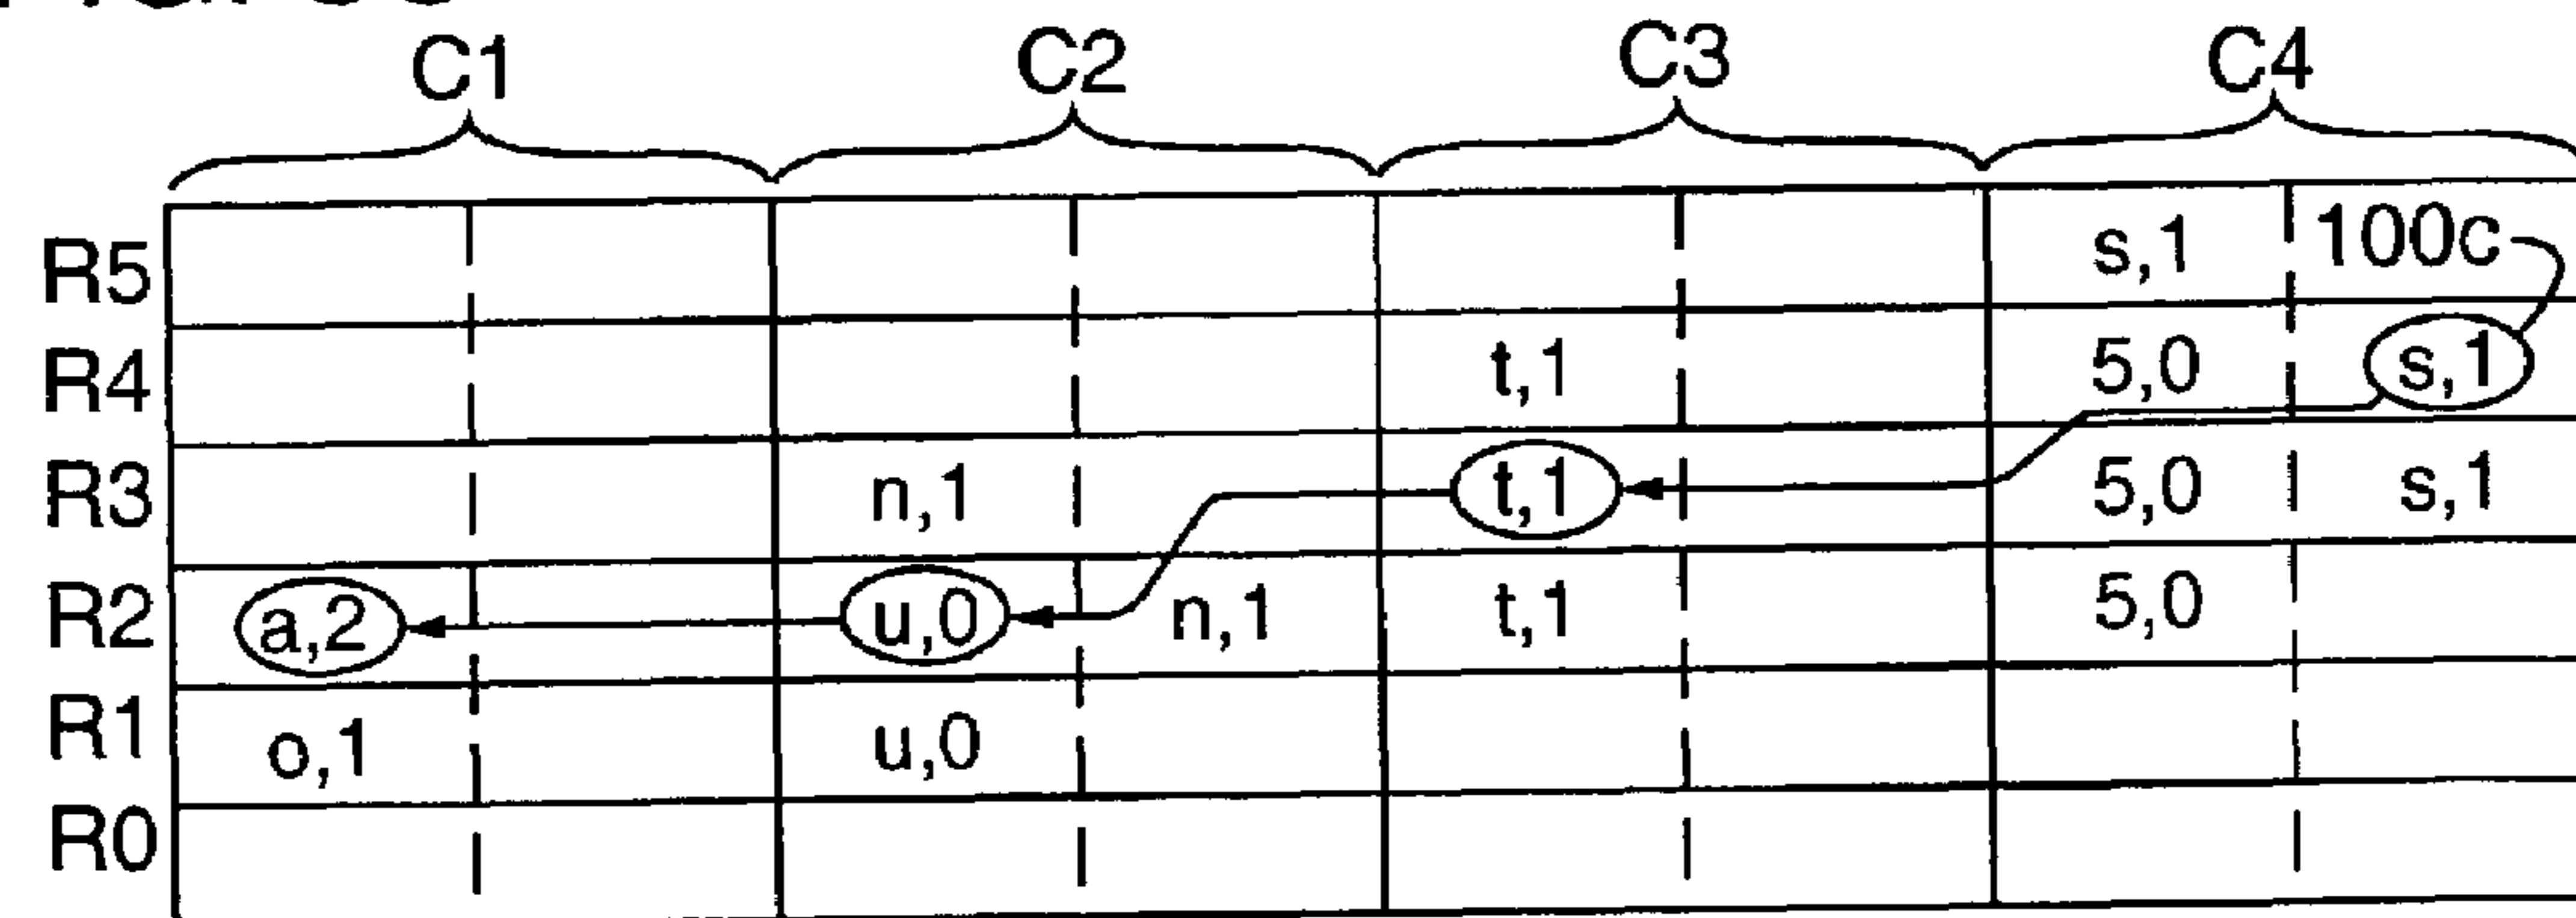 C1 C2 C3 C4
R5 s,1 100c
R4 t,1 5,0 s,1
R3 n,1 t,1 5,0 s,1
R2 a,2 u,0 n,1 t,1 5,0
R1 o,1 u,0
R0